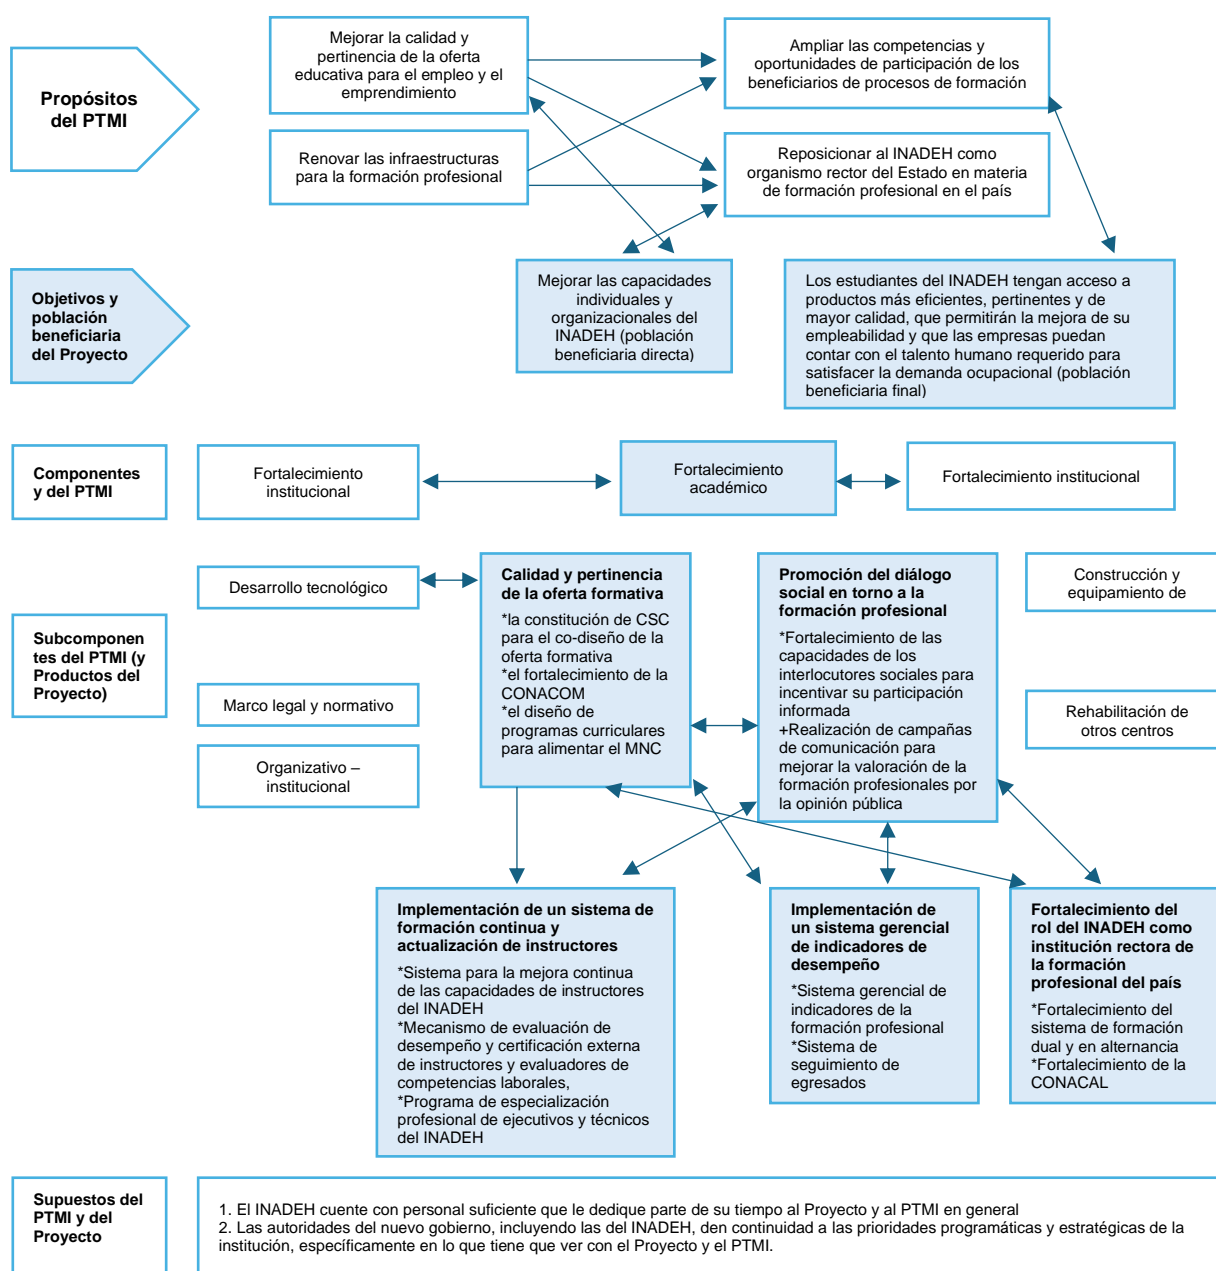 Propósitos
del PTMI
Mejorar la calidad y
pertinencia de la oferta
educativa para el empleo y el
emprendimiento
Ampliar las competencias y
oportunidades de participación de los
beneficiarios de procesos de formación
Renovar las infraestructuras
para la formación profesional
Reposicionar al INADEH como
organismo rector del Estado en materia
de formación profesional en el país
Objetivos y
población
beneficiaria
del Proyecto
Mejorar las capacidades
individuales y
organizacionales del
INADEH (población
beneficiaria directa)
Los estudiantes del INADEH tengan acceso a
productos más eficientes, pertinentes y de
mayor calidad, que permitirán la mejora de su
empleabilidad y que las empresas puedan
contar con el talento humano requerido para
satisfacer la demanda ocupacional (población
beneficiaria final)
Componentes
y del PTMI
Fortalecimiento
institucional
Fortalecimiento
académico
Fortalecimiento institucional
Subcomponen
tes del PTMI (y
Productos del
Proyecto)
Desarrollo tecnológico
Marco legal y normativo
Organizativo –
institucional
Calidad y pertinencia
de la oferta formativa
*la constitución de CSC
para el co-diseño de la
oferta formativa
*el fortalecimiento de la
CONACOM
*el diseño de
programas curriculares
para alimentar el MNC
Promoción del diálogo
social en torno a la
formación profesional
*Fortalecimiento de las
capacidades de los
interlocutores sociales para
incentivar su participación
informada
+Realización de campañas
de comunicación para
mejorar la valoración de la
formación profesionales por
la opinión pública
Construcción y
equipamiento de
Rehabilitación de
otros centros
Implementación de un sistema de
formación continua y
actualización de instructores
*Sistema para la mejora continua
de las capacidades de instructores
del INADEH
*Mecanismo de evaluación de
desempeño y certificación externa
de instructores y evaluadores de
competencias laborales,
*Programa de especialización
profesional de ejecutivos y técnicos
del INADEH
Implementación de
un sistema gerencial
de indicadores de
desempeño
*Sistema gerencial de
indicadores de la
formación profesional
*Sistema de
seguimiento de
egresados
Fortalecimiento del
rol del INADEH como
institución rectora de
la formación
profesional del país
*Fortalecimiento del
sistema de formación
dual y en alternancia
*Fortalecimiento de la
CONACAL
Supuestos del
PTMI y del
Proyecto
1. El INADEH cuente con personal suficiente que le dedique parte de su tiempo al Proyecto y al PTMI en general
2. Las autoridades del nuevo gobierno, incluyendo las del INADEH, den continuidad a las prioridades programáticas y estratégicas de la
institución, específicamente en lo que tiene que ver con el Proyecto y el PTMI.